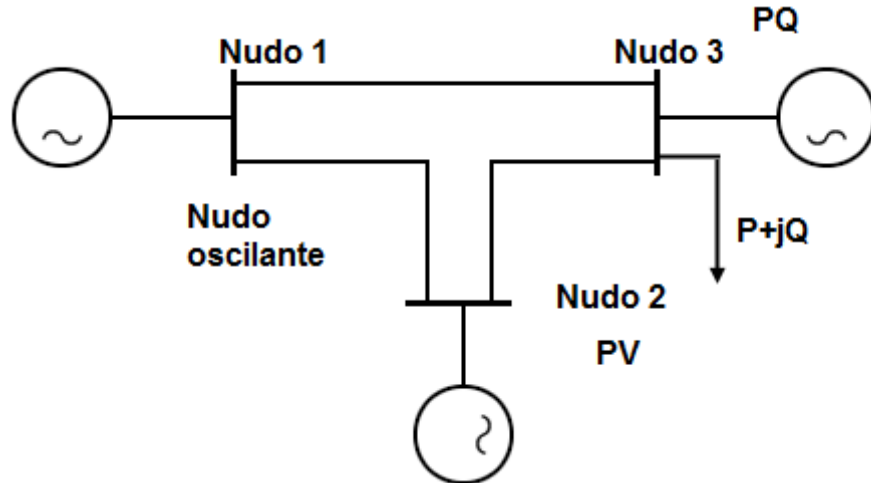 PQ
Nudo 1
Nudo 3
Nudo
oscilante
P+jQ
Nudo 2
PV